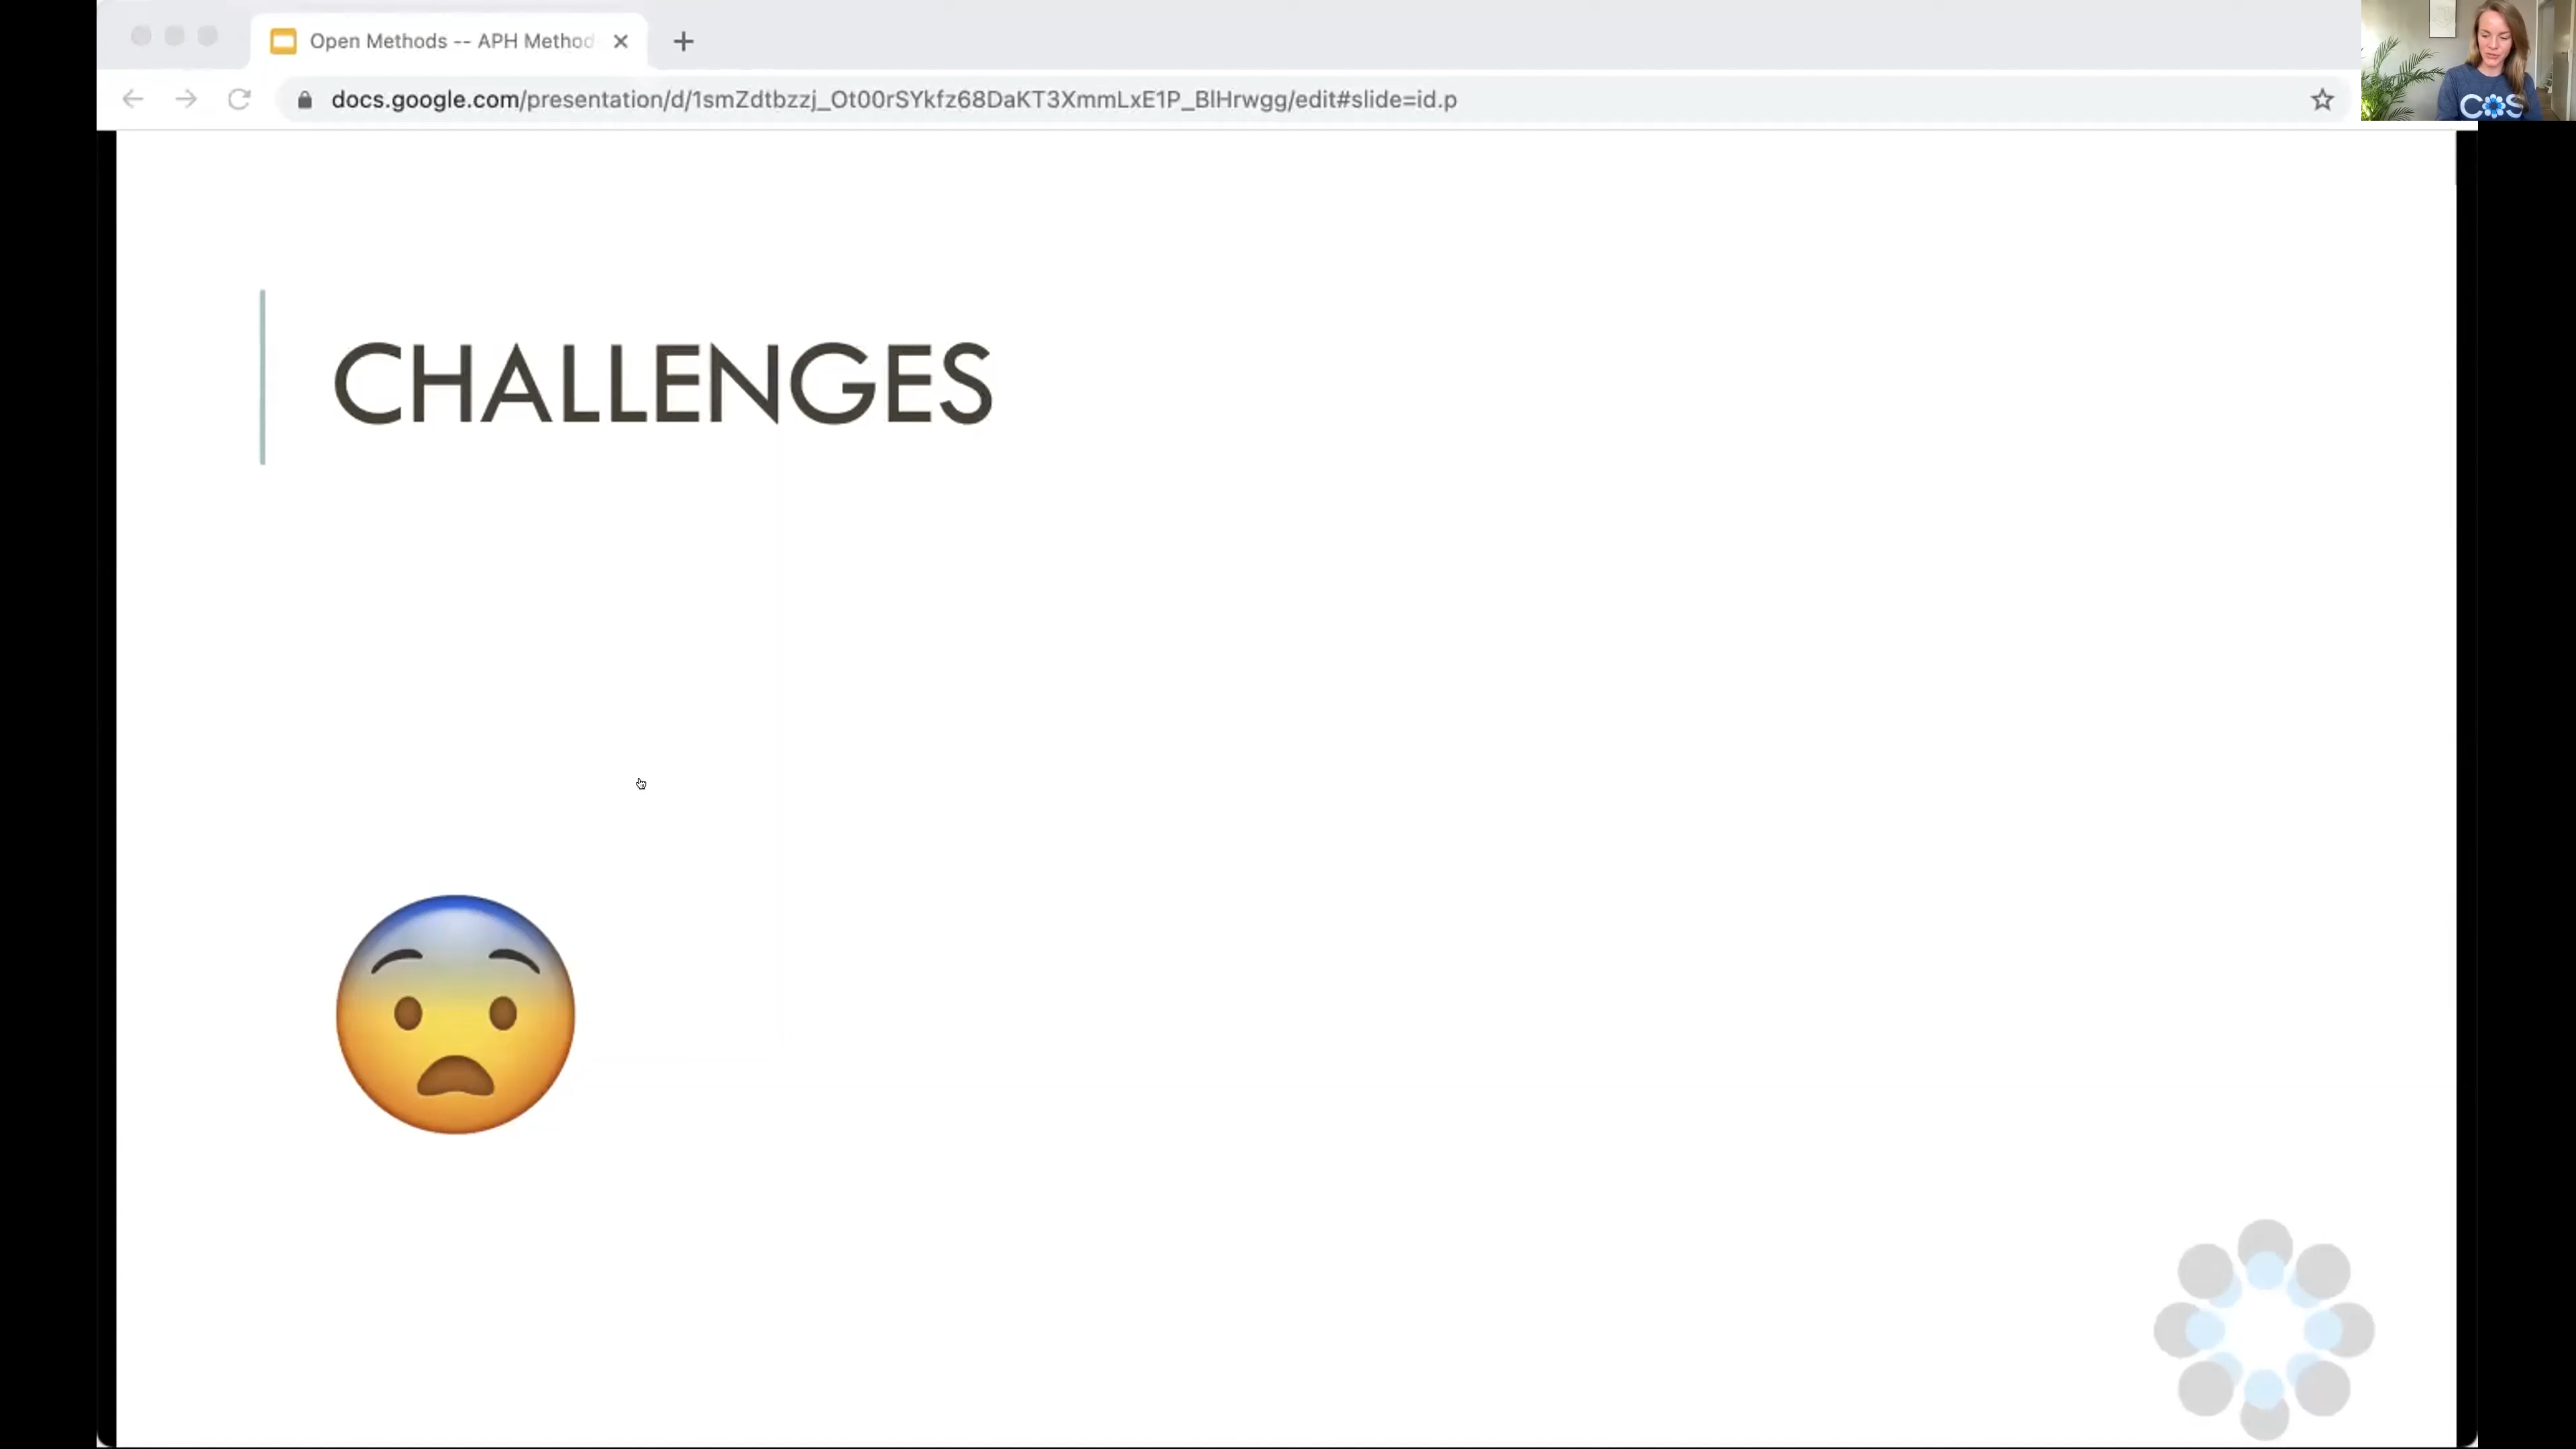 Open Methods -- APH Method
docs.google.com/presentation/d/1smZdtbzzj_Ot00rSYkfz68DaKT3XmmLxE1P_BlHrwgg/edit#slide=id.p
COS
CHALLENGES